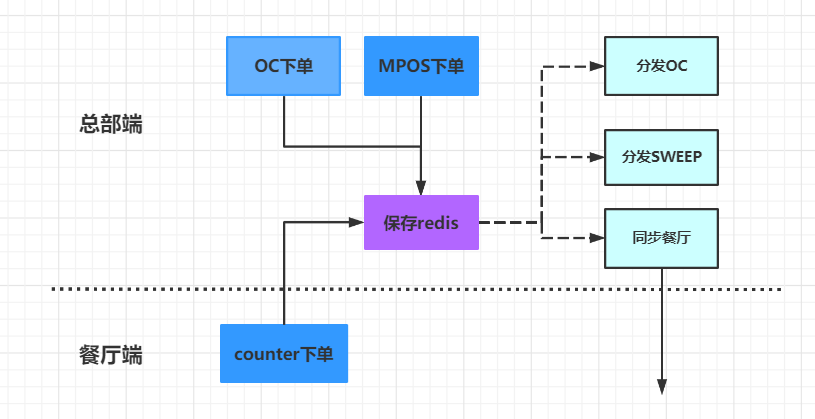 OC下单
MPOS下单
分发OC
总部端
分发SWEEP
保存redis
同步餐厅
餐厅端
counter下单